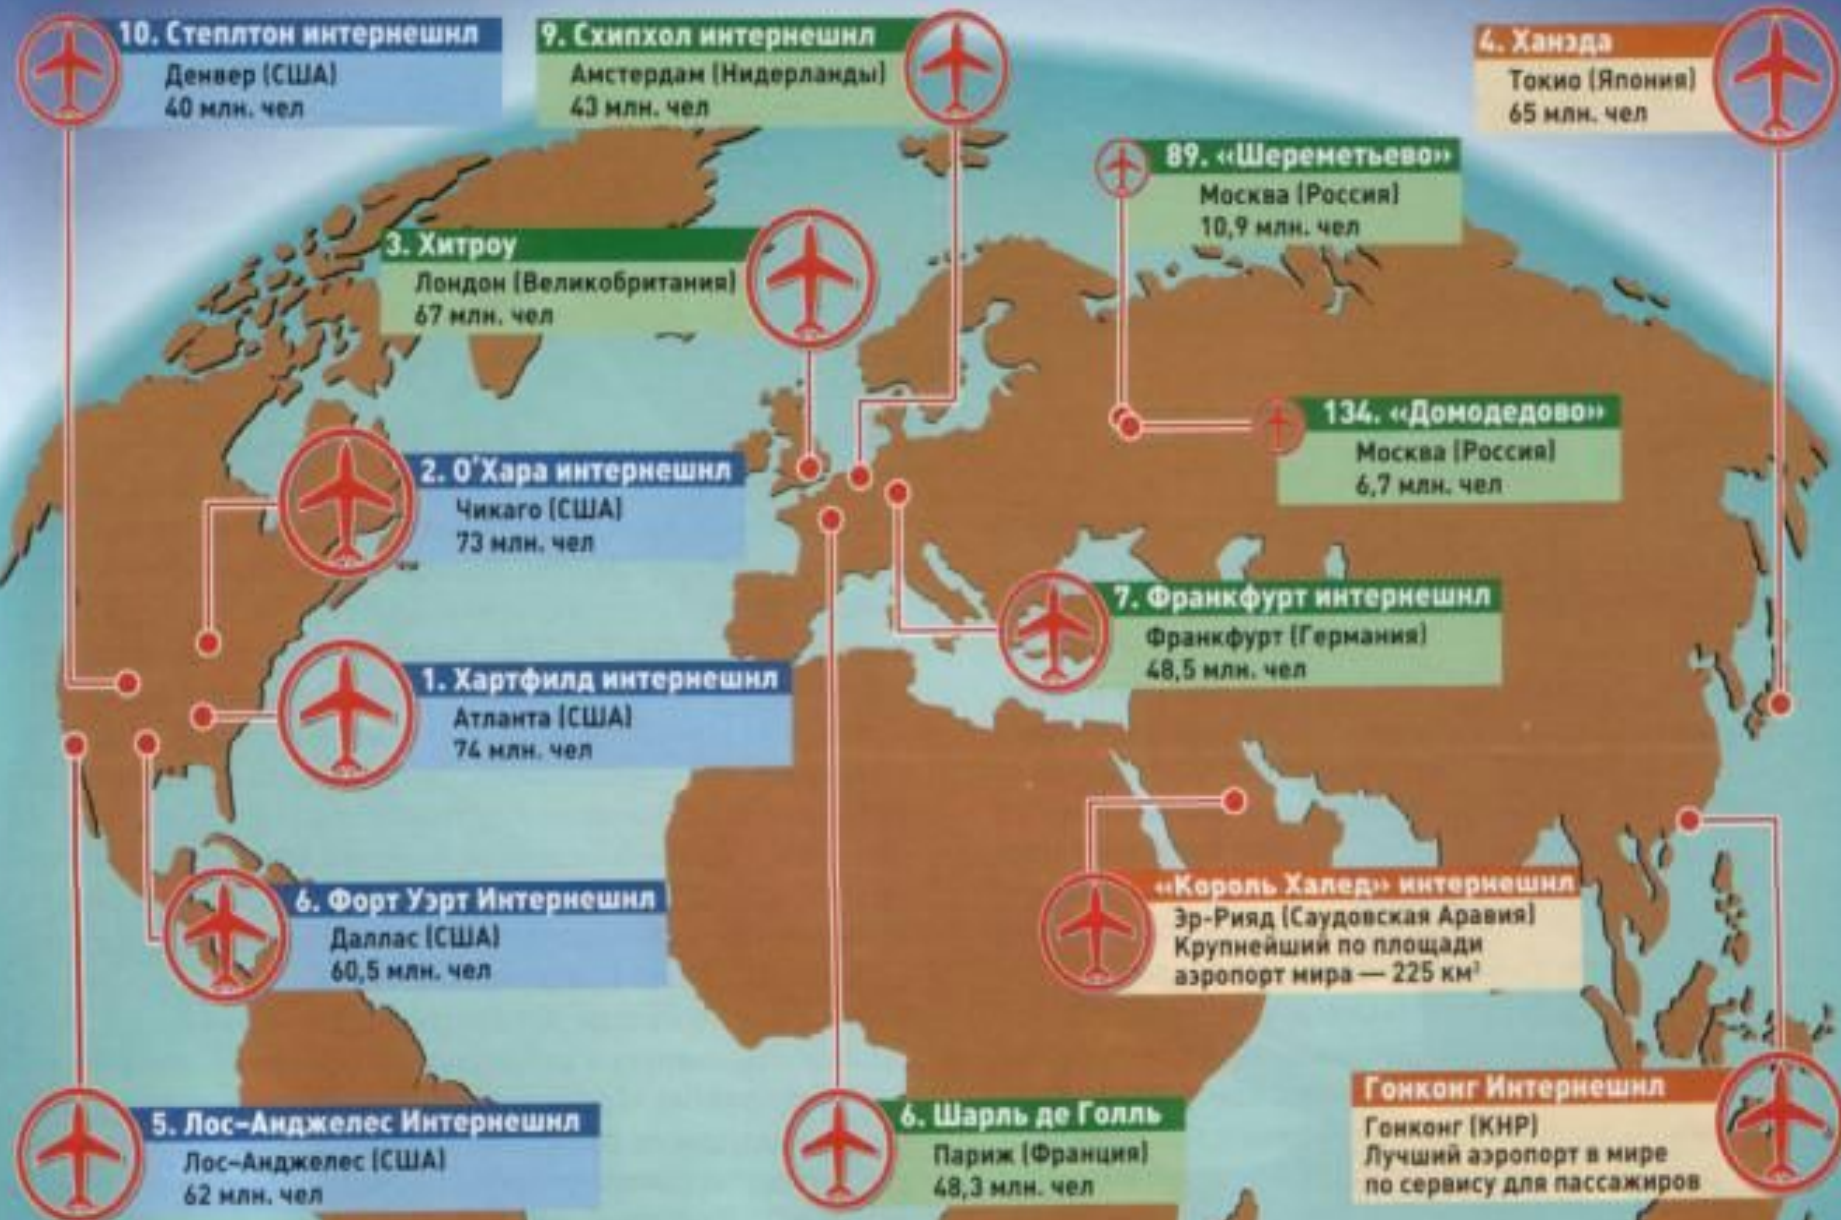 10. Степлтон интернешнл
Денвер (США)
40 млн. чел
9. Схипхол интернешнл
Амстердам (Нидерланды)
43 млн. чел
4. Ханэда
Токио (Япония)
65 млн. чел
89. «Шереметьево»
Москва (Россия)
10,9 млн. чел
3. Хитроу
Лондон (Великобритания)
67 млн. чел
134. «Домодедово»
Москва (Россия)
6,7 млн. чел
2. О'Хара интернешнл
Чикаго (США)
73 млн. чел
7. Франкфурт интернешнл
Франкфурт (Германия)
48,5 млн. чел
1. Хартфилд интернешнл
Атланта (США)
74 млн. чел
6. Форт Уэрт Интернешнл
Даллас (США)
60,5 млн. чел
«Король Халед» интернешнл
Эр-Рияд (Саудовская Аравия)
Крупнейший по площади
аэропорт мира — 225 км²
5. Лос-Анджелес Интернешнл
Лос-Анджелес (США)
62 млн. чел
6. Шарль де Голль
Париж (Франция)
48,3 млн. чел
Гонконг Интернешнл
Гонконг (КНР)
Лучший аэропорт в мире
по сервису для пассажиров